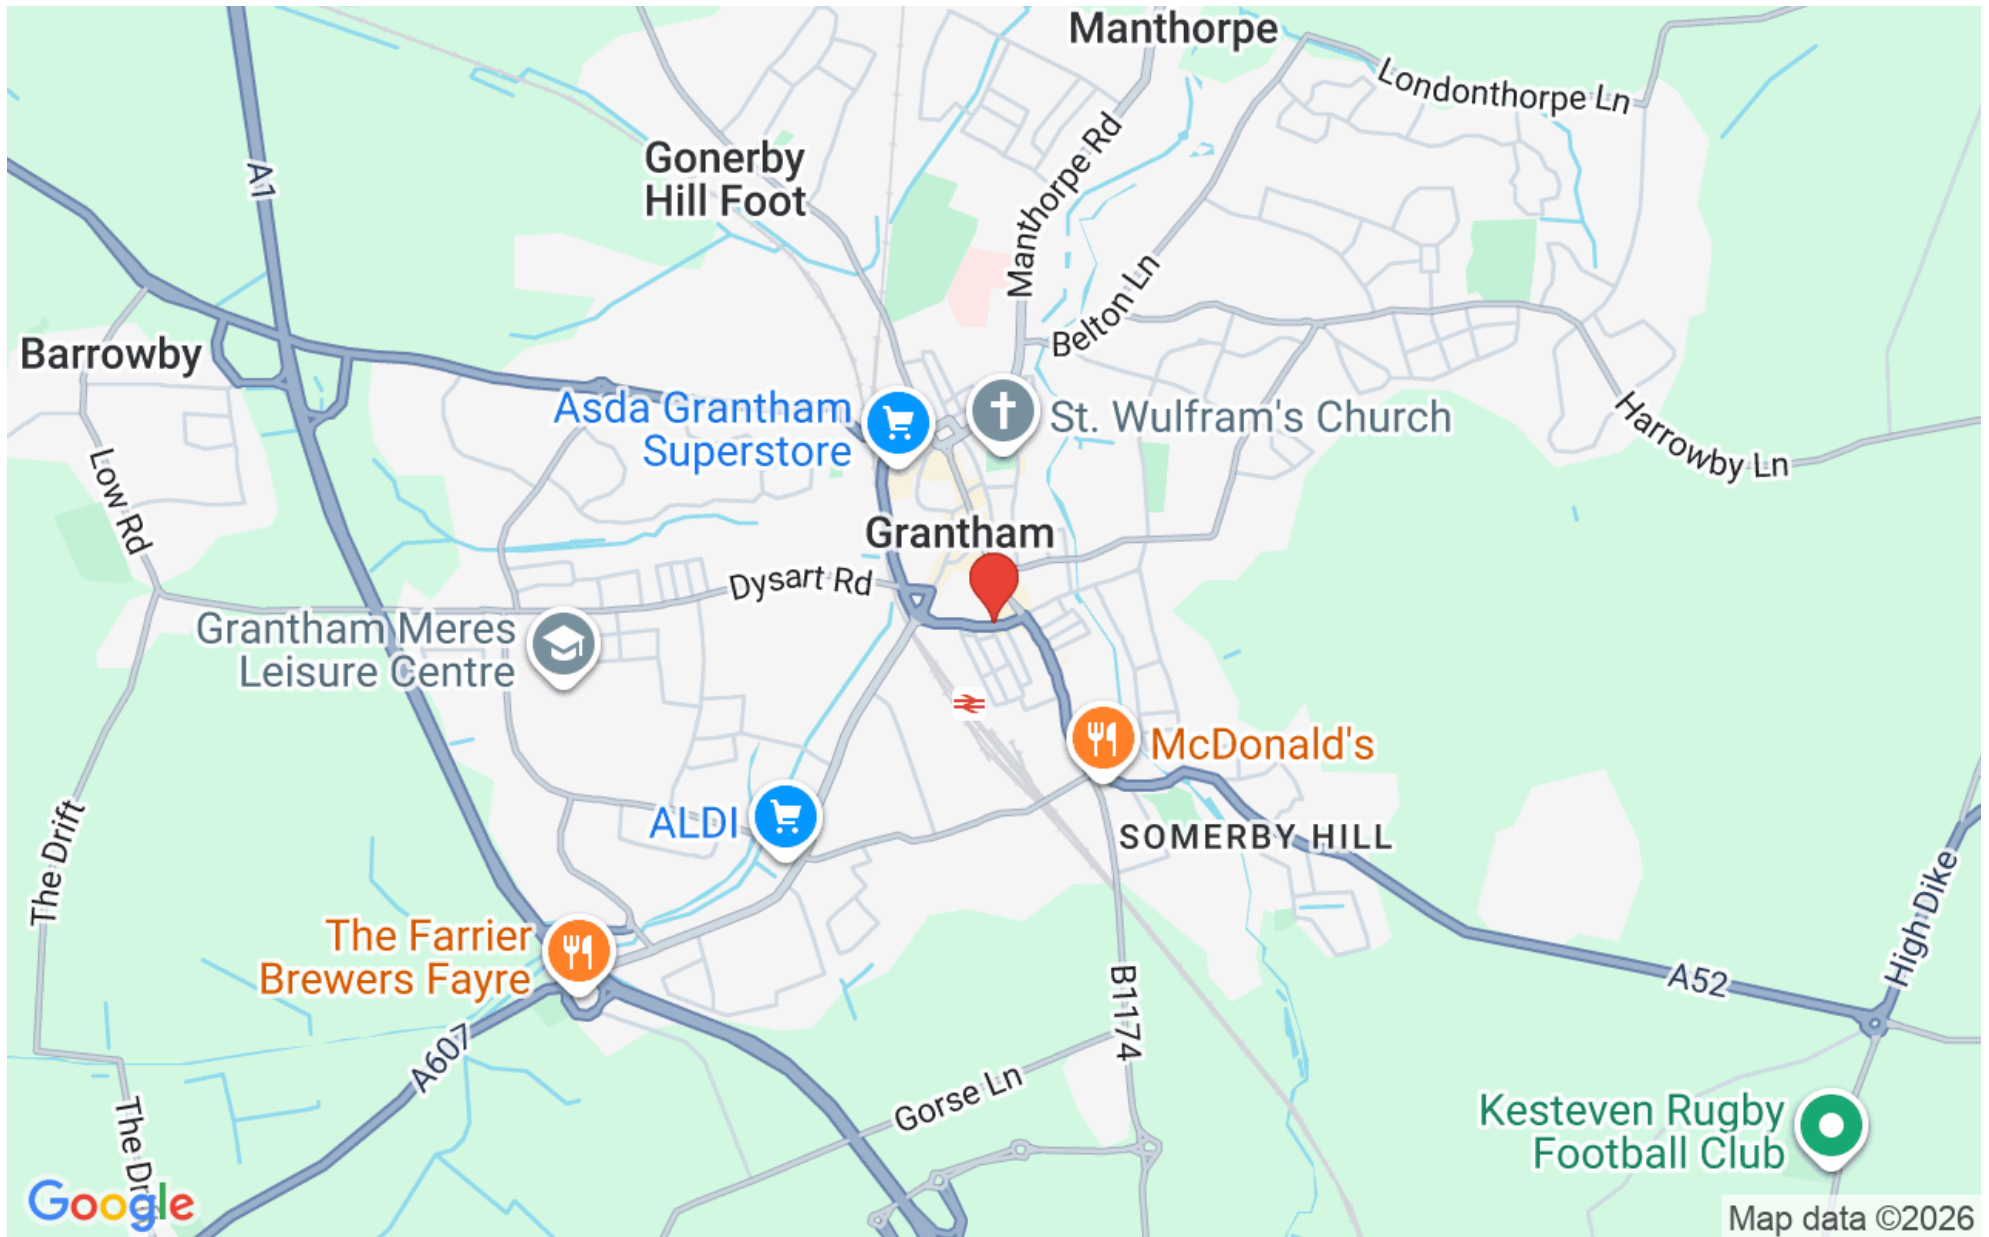 Manthorpe
Londonthorpe Ln
Gonerby
Hill Foot
Manthorpe Rd
A1
Belton Ln
Barrowby
Asda Grantham
Superstore
St. Wulfram's Church
Harrowby Ln
Low Rd
Grantham
Dysart Rd
Grantham Meres
Leisure Centre
McDonald's
ALDI
SOMERBY HILL
The Drift
The Farrier
Brewers Fayre
High Dike
A52
B1174
A607
Gorse Ln
The Dri
Kesteven Rugby
Football Club
Google
Map data ©2026